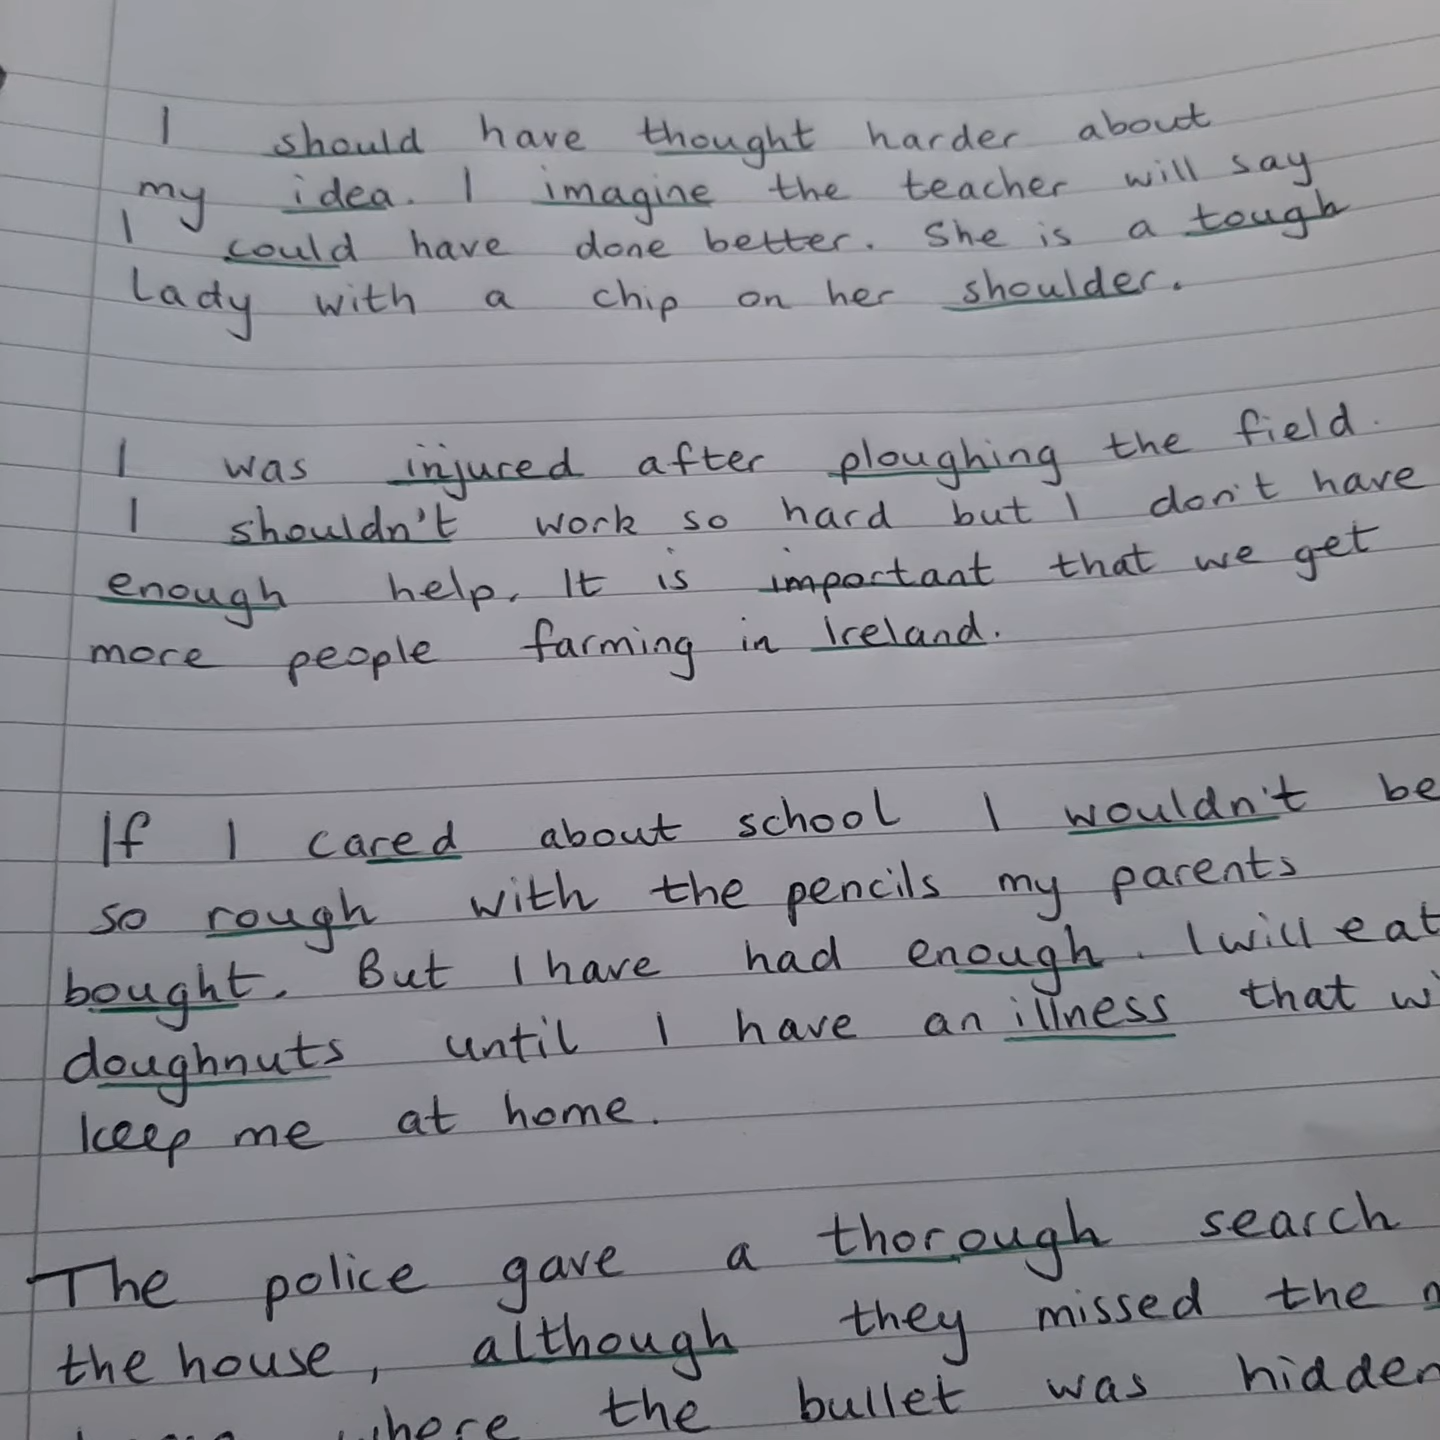 I should have thought harder about
my idea. I imagine the teacher will say
I could have done better. She is a tough
Lady with a chip on her shoulder.
I was injured after ploughing the field.
I shouldn't work so hard but I don't have
enough help. It is important that we get
more people farming in Ireland.
If I cared about school I wouldn't be
so rough with the pencils my parents
bought. But I have had enough. I will eat
doughnuts until I have an illness that
keep me at home.
The police gave a thorough search
the house, although they missed the
where the bullet was hidden